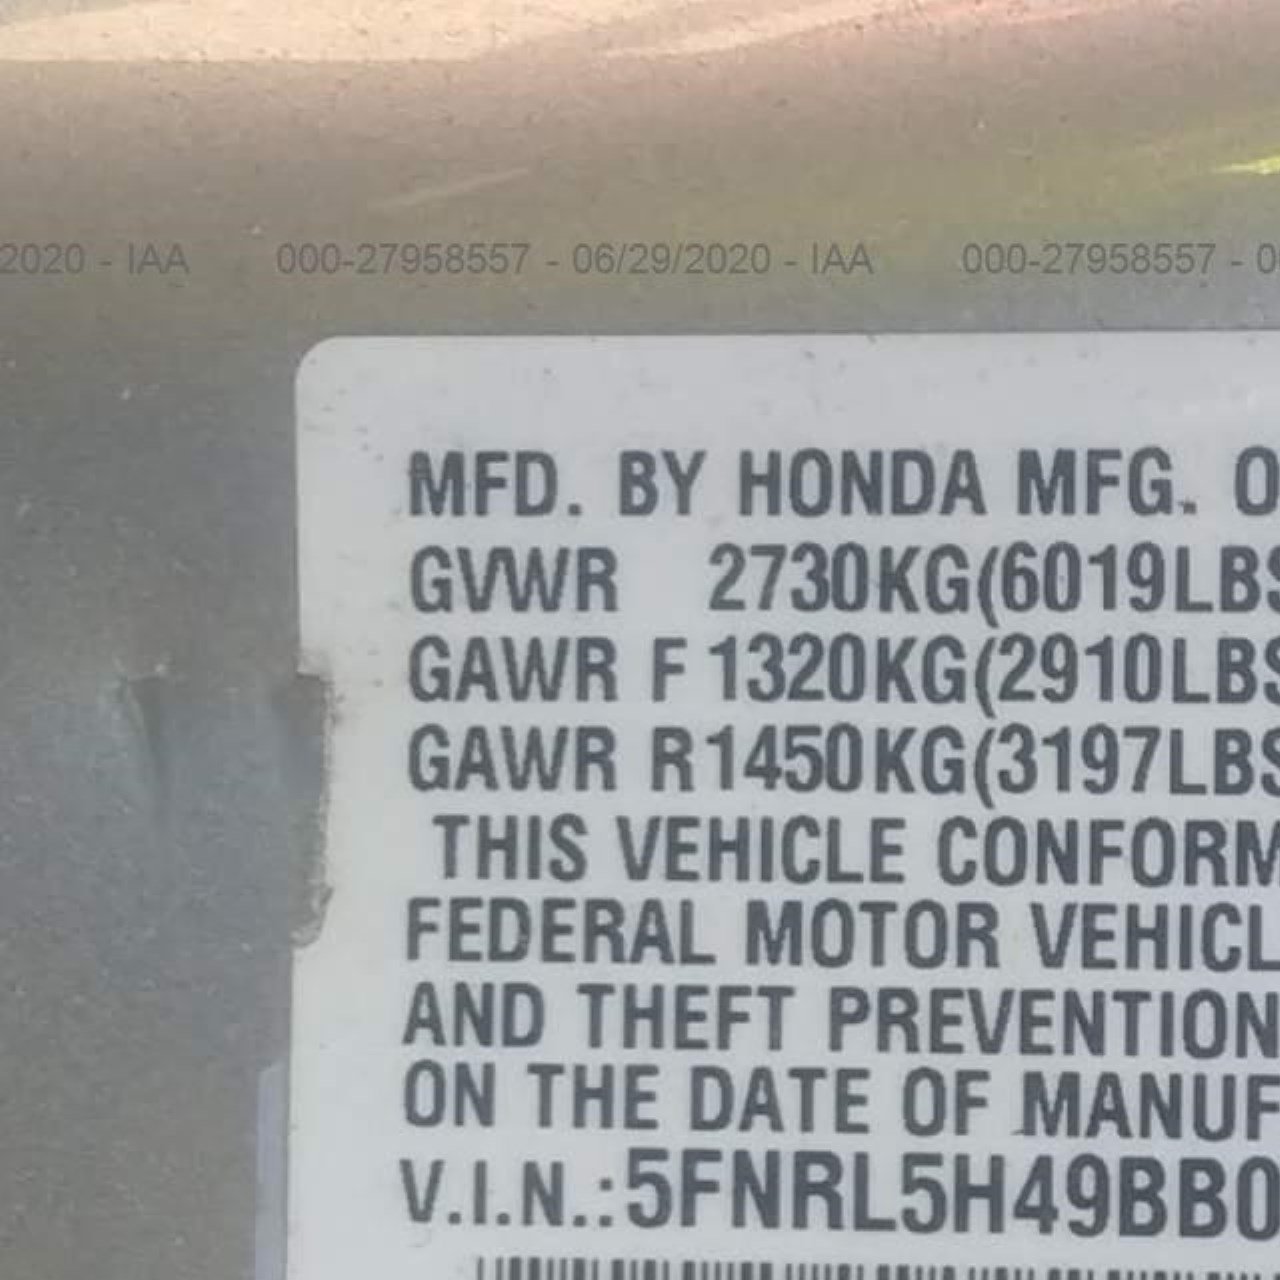 2020 - IAA 000-27958557 - 06/29/2020 - IAA 000-27958557 - 0
MFD. BY HONDA MFG. O
GVWR 2730KG(6019LBS
GAWR F 1320KG(2910LBS
GAWR R1450KG(3197LBS
THIS VEHICLE CONFORM
FEDERAL MOTOR VEHICL
AND THEFT PREVENTION
ON THE DATE OF MANUF
V.I.N.:5FNRL5H49BB0